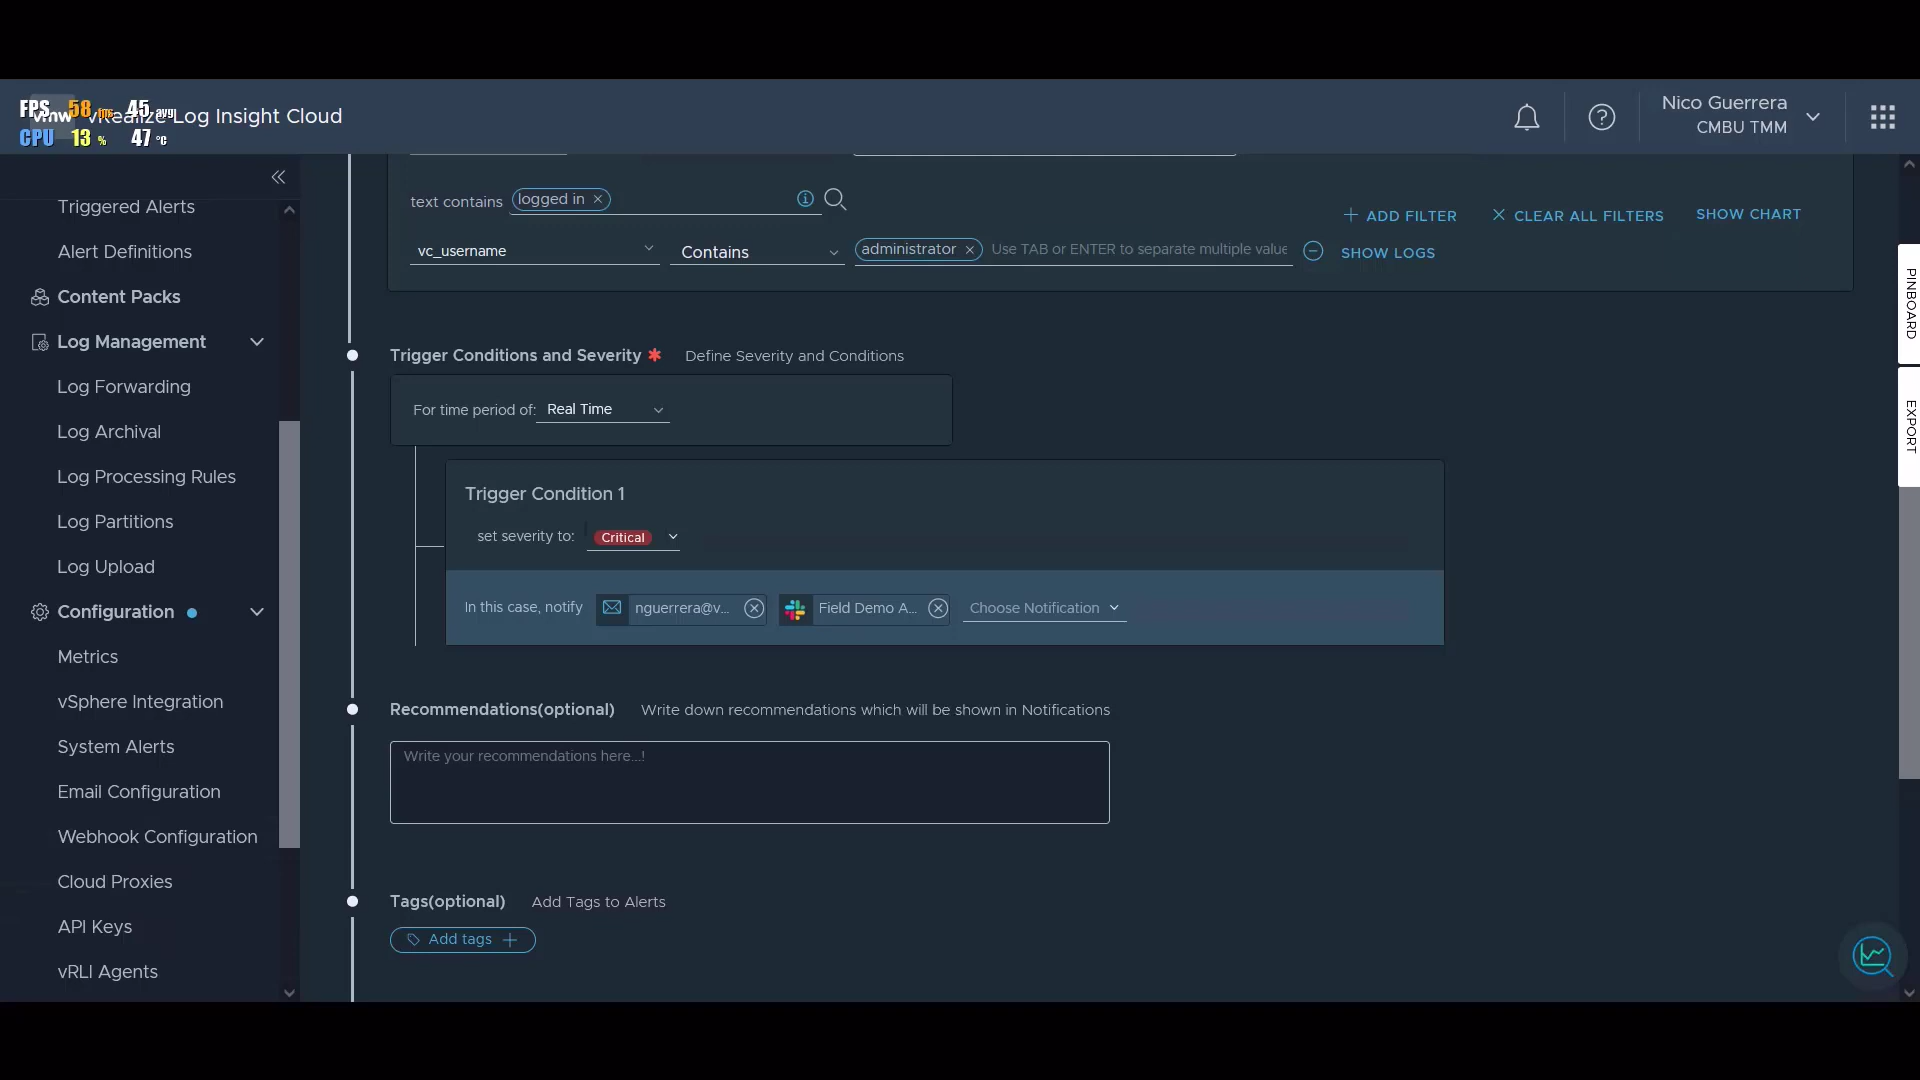 FPS 58 fps 45 avg
CPU 13 % 47 °C
vmw vRealize Log Insight Cloud
Nico Guerrera
CMBU TMM
Triggered Alerts
Alert Definitions
Content Packs
Log Management
Log Forwarding
Log Archival
Log Processing Rules
Log Partitions
Log Upload
Configuration
Metrics
vSphere Integration
System Alerts
Email Configuration
Webhook Configuration
Cloud Proxies
API Keys
vRLI Agents
text contains logged in
ADD FILTER CLEAR ALL FILTERS SHOW CHART
vc_username Contains administrator Use TAB or ENTER to separate multiple value SHOW LOGS
Trigger Conditions and Severity * Define Severity and Conditions
For time period of: Real Time
Trigger Condition 1
set severity to: Critical
In this case, notify nguerrera@v... Field Demo A... Choose Notification
Recommendations(optional) Write down recommendations which will be shown in Notifications
Write your recommendations here...!
Tags(optional) Add Tags to Alerts
Add tags
PINBOARD
EXPORT